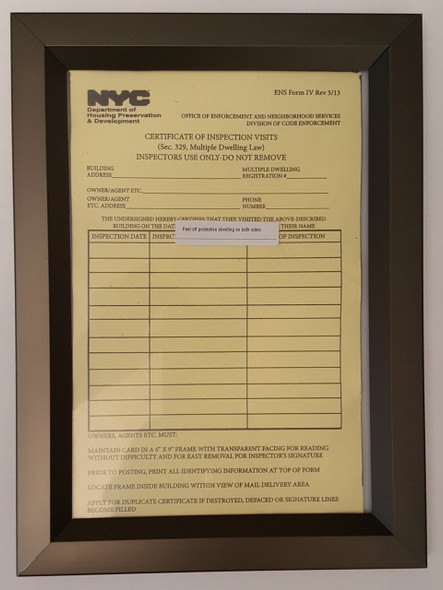 ENS Form IV Rev 5/13
NYC
Department of
Housing Preservation
& Development
OFFICE OF ENFORCEMENT AND NEIGHBORHOOD SERVICES
DIVISION OF CODE ENFORCEMENT
CERTIFICATE OF INSPECTION VISITS
(Sec. 329, Multiple Dwelling Law)
INSPECTORS USE ONLY-DO NOT REMOVE
BUILDING
ADDRESS
MULTIPLE DWELLING
REGISTRATION #
OWNER/AGENT ETC.
OWNER/AGENT
ETC. ADDRESS
PHONE
NUMBER
THE UNDERSIGNED HEREBY CERTIFIES THAT THEY VISITED THE ABOVE-DESCRIBED
BUILDING ON THE DAT THEIR NAME
Peel off protective sheeting on both sides
INSPECTION DATE INSPEC OF INSPECTION
OWNERS, AGENTS ETC. MUST:
MAINTAIN CARD IN A 6" X 9" FRAME WITH TRANSPARENT FACING FOR READING
WITHOUT DIFFICULTY AND FOR EASY REMOVAL FOR INSPECTOR'S SIGNATURE
PRIOR TO POSTING, PRINT ALL IDENTIFYING INFORMATION AT TOP OF FORM
LOCATE FRAME INSIDE BUILDING WITHIN VIEW OF MAIL DELIVERY AREA
APPLY FOR DUPLICATE CERTIFICATE IF DESTROYED, DEFACED OR SIGNATURE LINES
BECOME FILLED